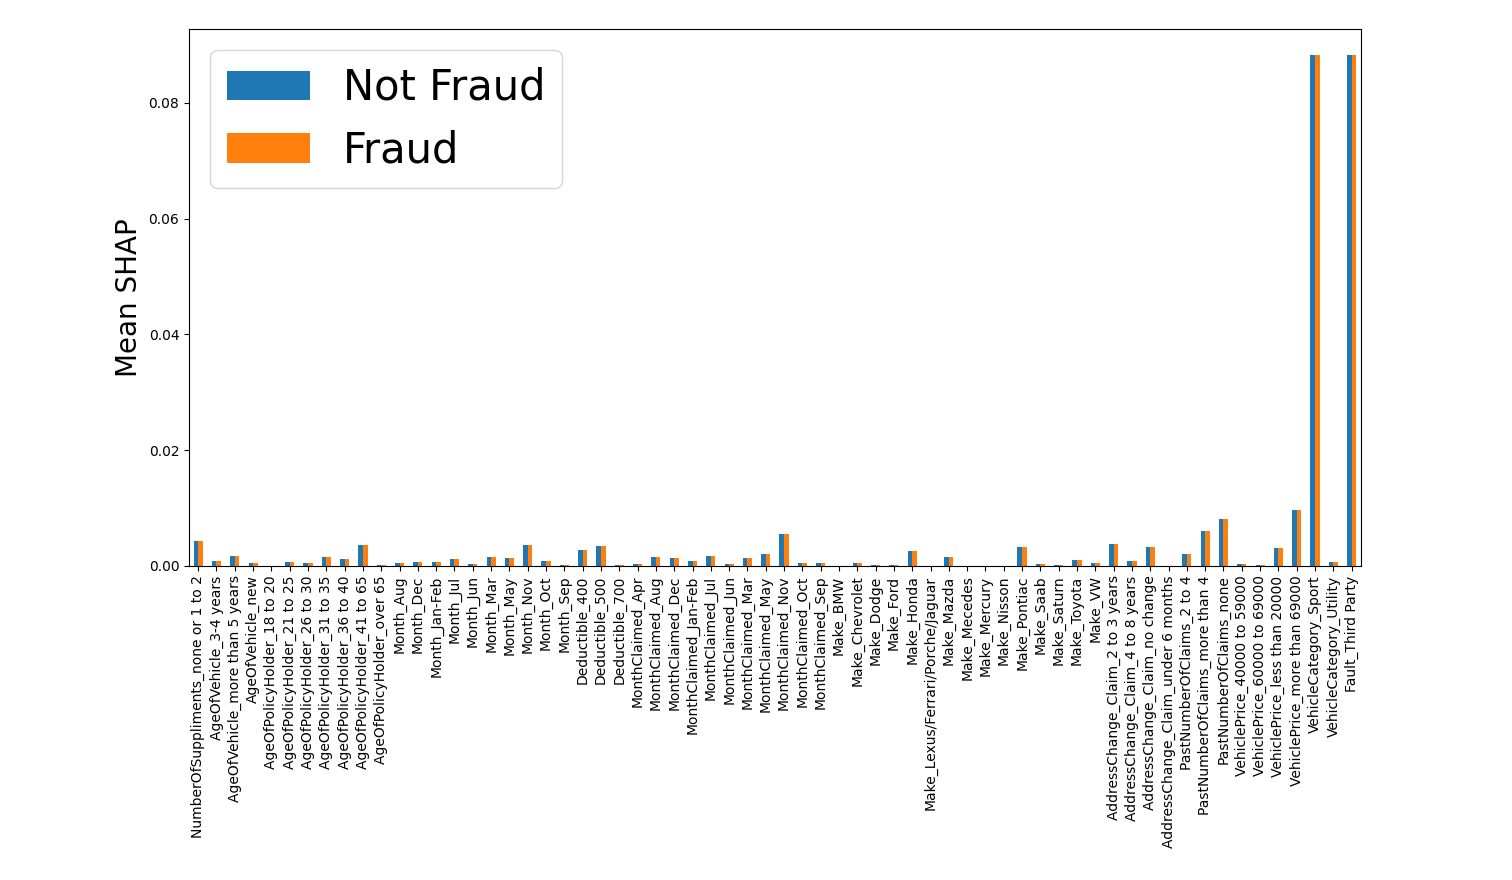 Not Fraud
Fraud
Mean SHAP
0.08
0.06
0.04
0.02
0.00
NumberOfSuppliments_none or 1 to 2
AgeOfVehicle_3-4 years
AgeOfVehicle_more than 5 years
AgeOfVehicle_new
AgeOfPolicyHolder_18 to 20
AgeOfPolicyHolder_21 to 25
AgeOfPolicyHolder_26 to 30
AgeOfPolicyHolder_31 to 35
AgeOfPolicyHolder_36 to 40
AgeOfPolicyHolder_41 to 65
AgeOfPolicyHolder_over 65
Month_Aug
Month_Dec
Month_Jan-Feb
Month_Jul
Month_Jun
Month_Mar
Month_May
Month_Nov
Month_Oct
Month_Sep
Deductible_400
Deductible_500
Deductible_700
MonthClaimed_Apr
MonthClaimed_Aug
MonthClaimed_Dec
MonthClaimed_Jan-Feb
MonthClaimed_Jul
MonthClaimed_Jun
MonthClaimed_Mar
MonthClaimed_May
MonthClaimed_Nov
MonthClaimed_Oct
MonthClaimed_Sep
Make_BMW
Make_Chevrolet
Make_Dodge
Make_Ford
Make_Honda
Make_Lexus/Ferrari/Porche/Jaguar
Make_Mazda
Make_Mecedes
Make_Mercury
Make_Nisson
Make_Pontiac
Make_Saab
Make_Saturn
Make_Toyota
Make_VW
AddressChange_Claim_2 to 3 years
AddressChange_Claim_4 to 8 years
AddressChange_Claim_no change
AddressChange_Claim_under 6 months
PastNumberOfClaims_2 to 4
PastNumberOfClaims_more than 4
PastNumberOfClaims_none
VehiclePrice_40000 to 59000
VehiclePrice_60000 to 69000
VehiclePrice_less than 20000
VehiclePrice_more than 69000
VehicleCategory_Sport
VehicleCategory_Utility
Fault_Third Party